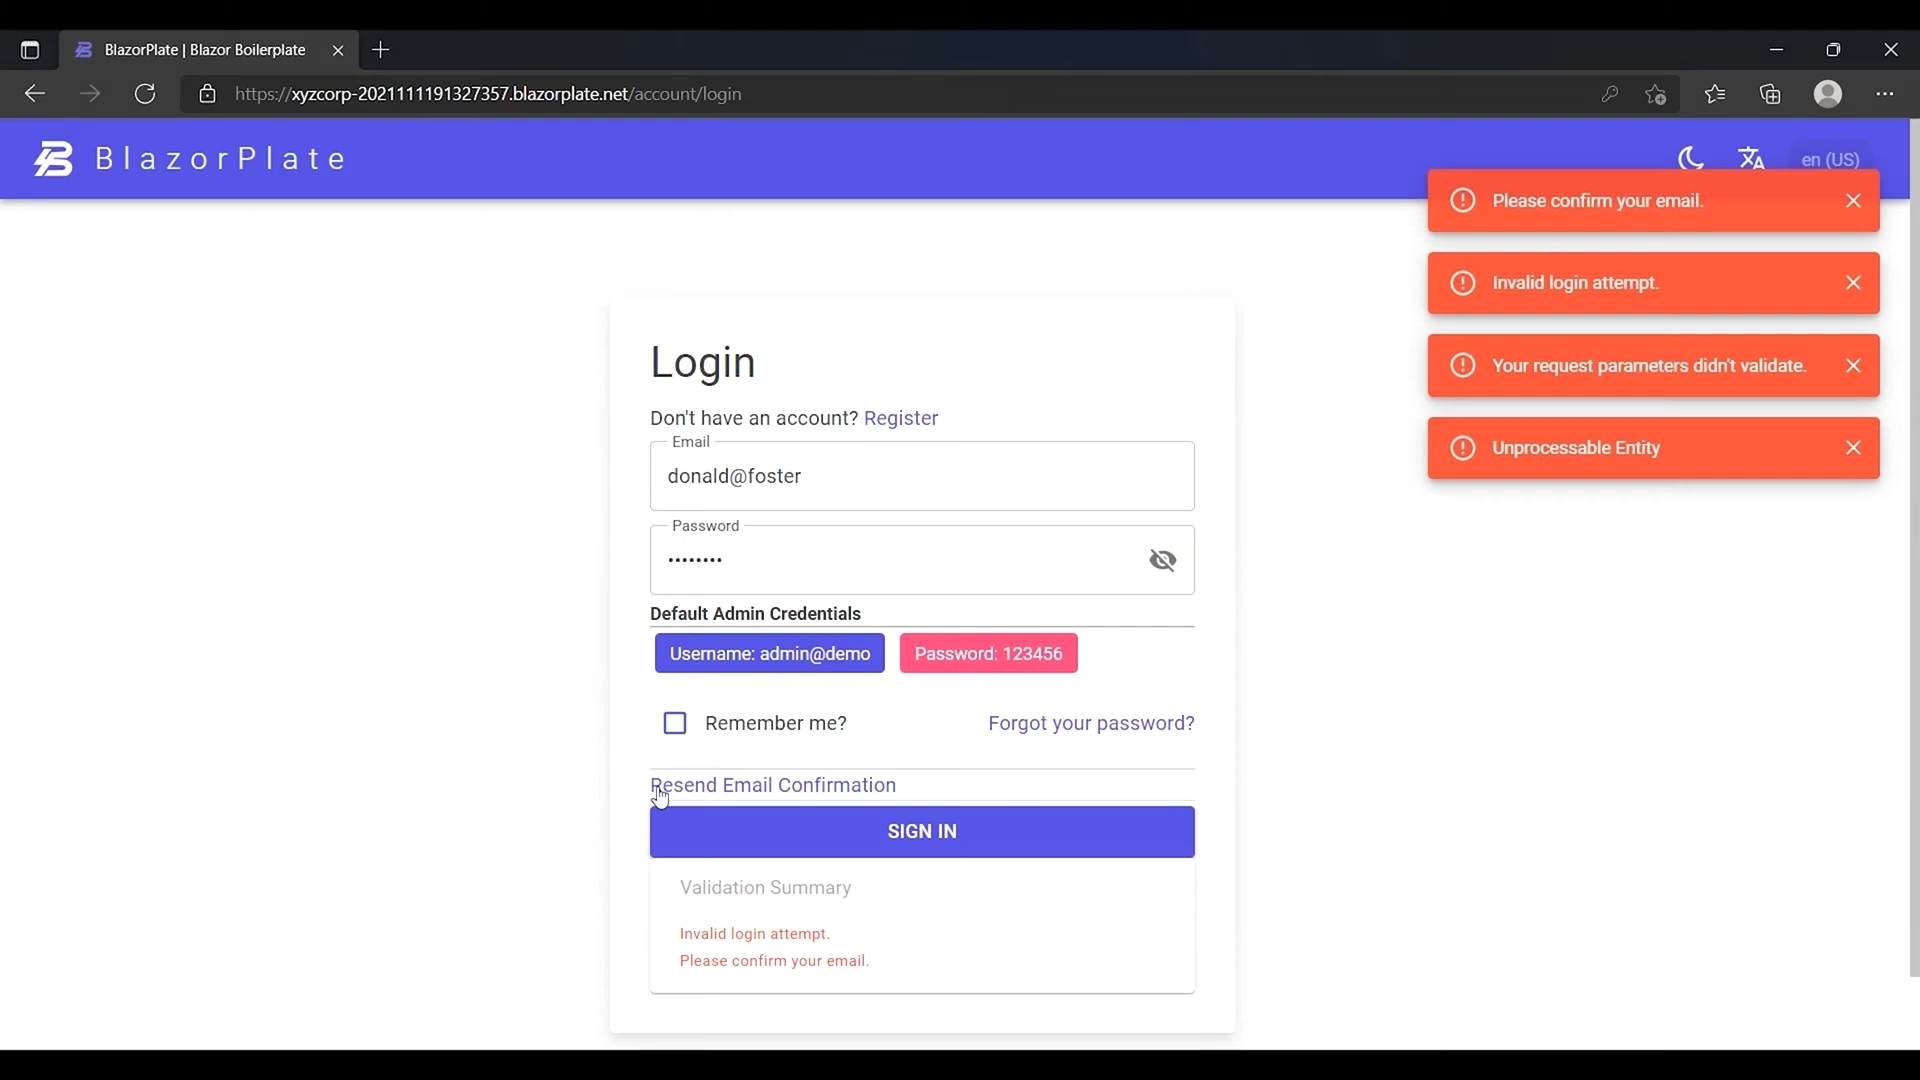 BlazorPlate | Blazor Boilerplate
https://xyzcorp-2021111191327357.blazorplate.net/account/login
BlazorPlate
en (US)
Please confirm your email.
Invalid login attempt.
Your request parameters didn't validate.
Unprocessable Entity
Login
Don't have an account? Register
Email
donald@foster
Password
••••••••
Default Admin Credentials
Username: admin@demo Password: 123456
Remember me? Forgot your password?
Resend Email Confirmation
SIGN IN
Validation Summary
Invalid login attempt.
Please confirm your email.